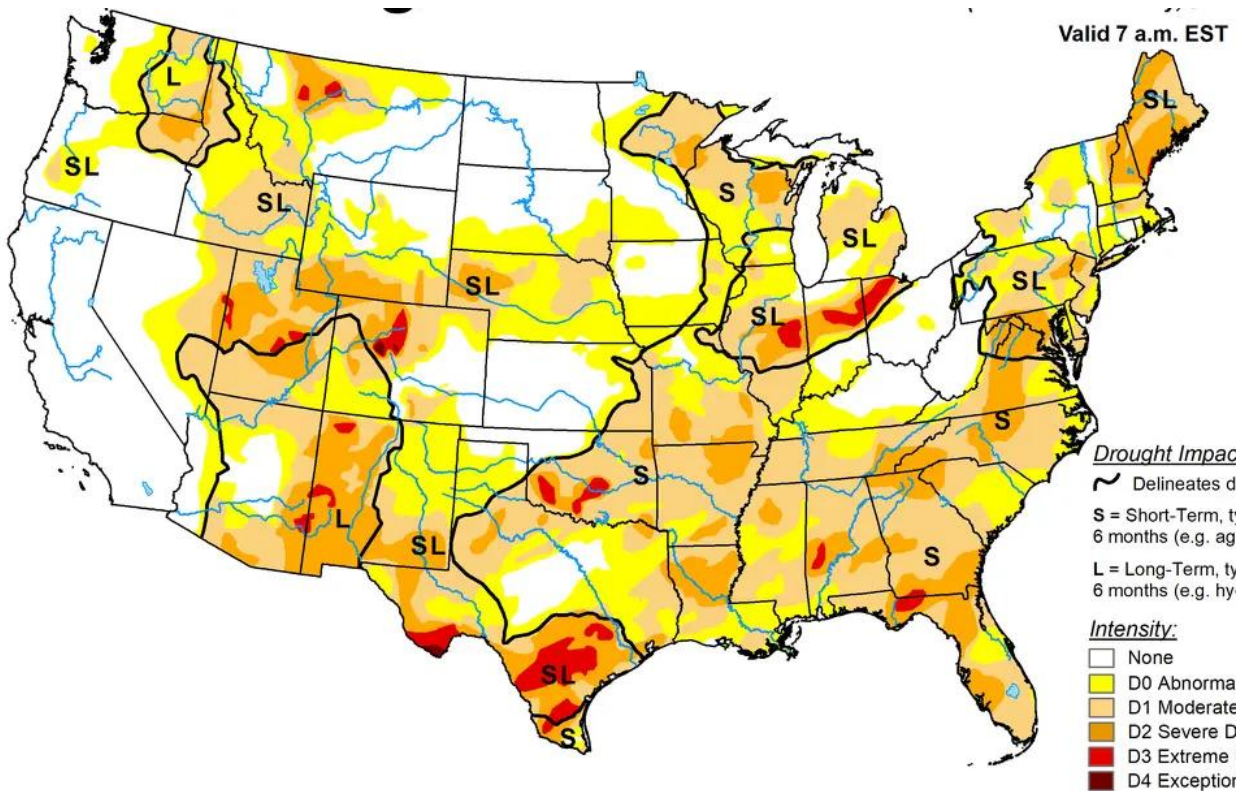 Valid 7 a.m. EST
L
SL
SL
SL
S
SL
SL
SL
SL
S
S
L
SL
S
SL
S
Drought Impac
Delineates d
S = Short-Term, ty
6 months (e.g. ag
L = Long-Term, ty
6 months (e.g. hy
Intensity:
None
D0 Abnorma
D1 Moderate
D2 Severe D
D3 Extreme
D4 Exception